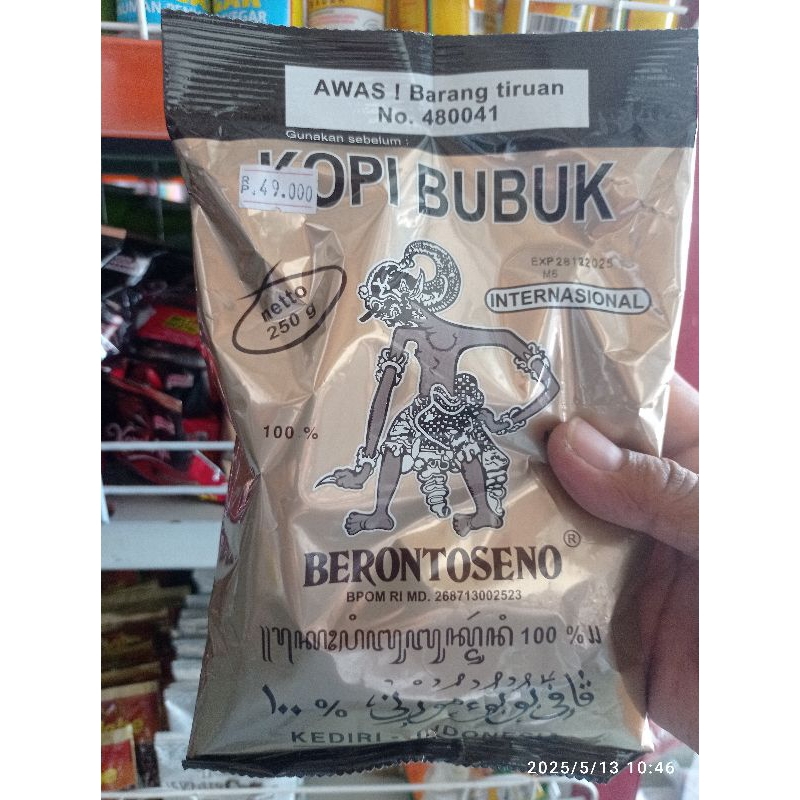 AWAS ! Barang tiruan
No. 480041
Gunakan sebelum :
KOPI BUBUK
Rp. 49.000
EXP 28122025
M6
INTERNASIONAL
netto
250 g
100 %
BERONTOSENO ®
BPOM RI MD. 268713002523
100 %
١٠٠ %
KEDIRI - INDONESIA
2025/5/13 10:46